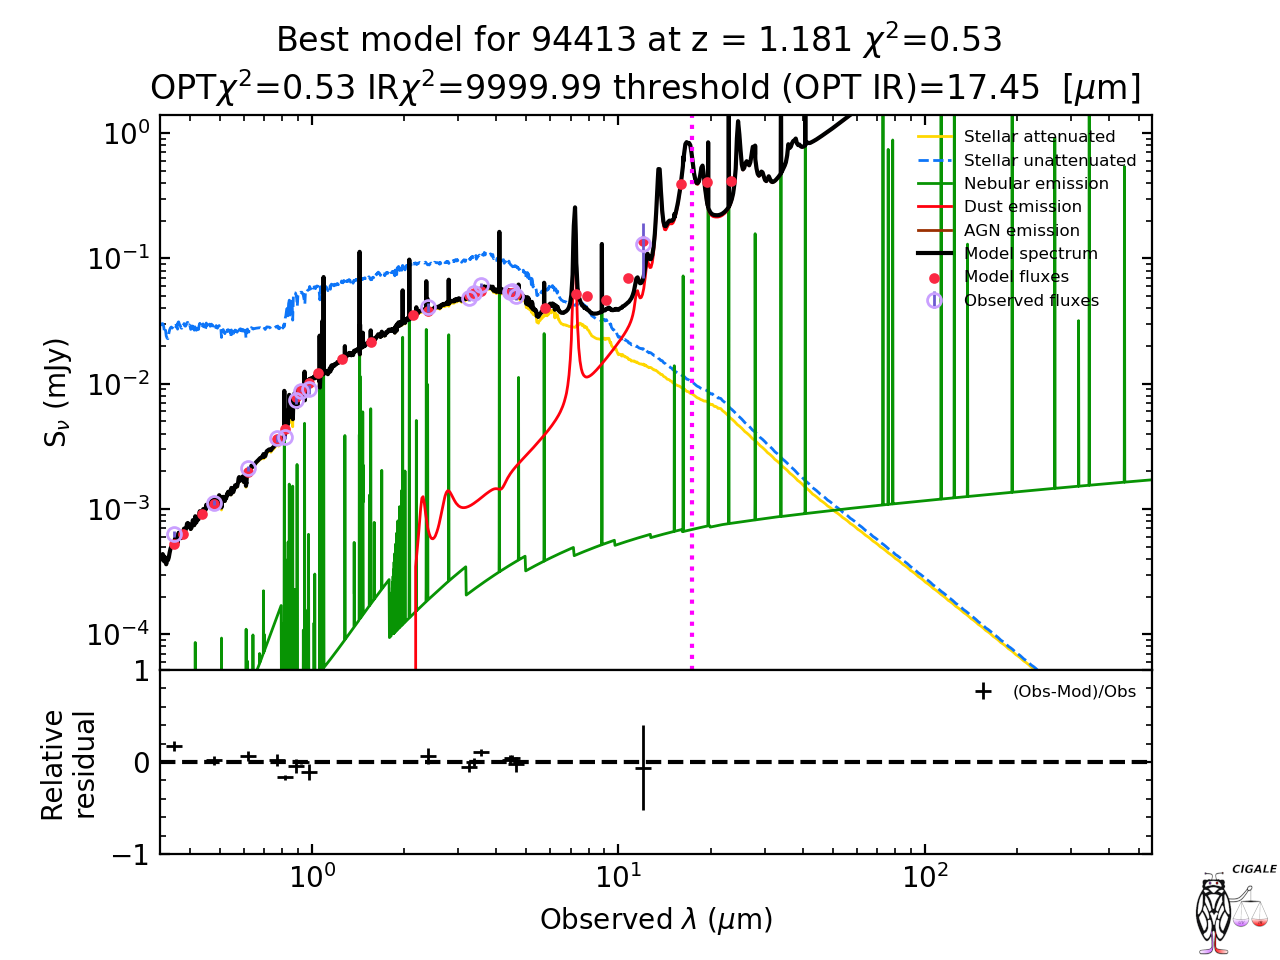 Best model for 94413 at z = 1.181 χ²=0.53
OPTχ²=0.53 IRχ²=9999.99 threshold (OPT IR)=17.45 [μm]
10⁰
10⁻¹
10⁻²
10⁻³
10⁻⁴
S_ν (mJy)
Stellar attenuated
Stellar unattenuated
Nebular emission
Dust emission
AGN emission
Model spectrum
Model fluxes
Observed fluxes
1
0
−1
Relative
residual
(Obs-Mod)/Obs
10⁰ 10¹ 10²
Observed λ (μm)
CIGALE